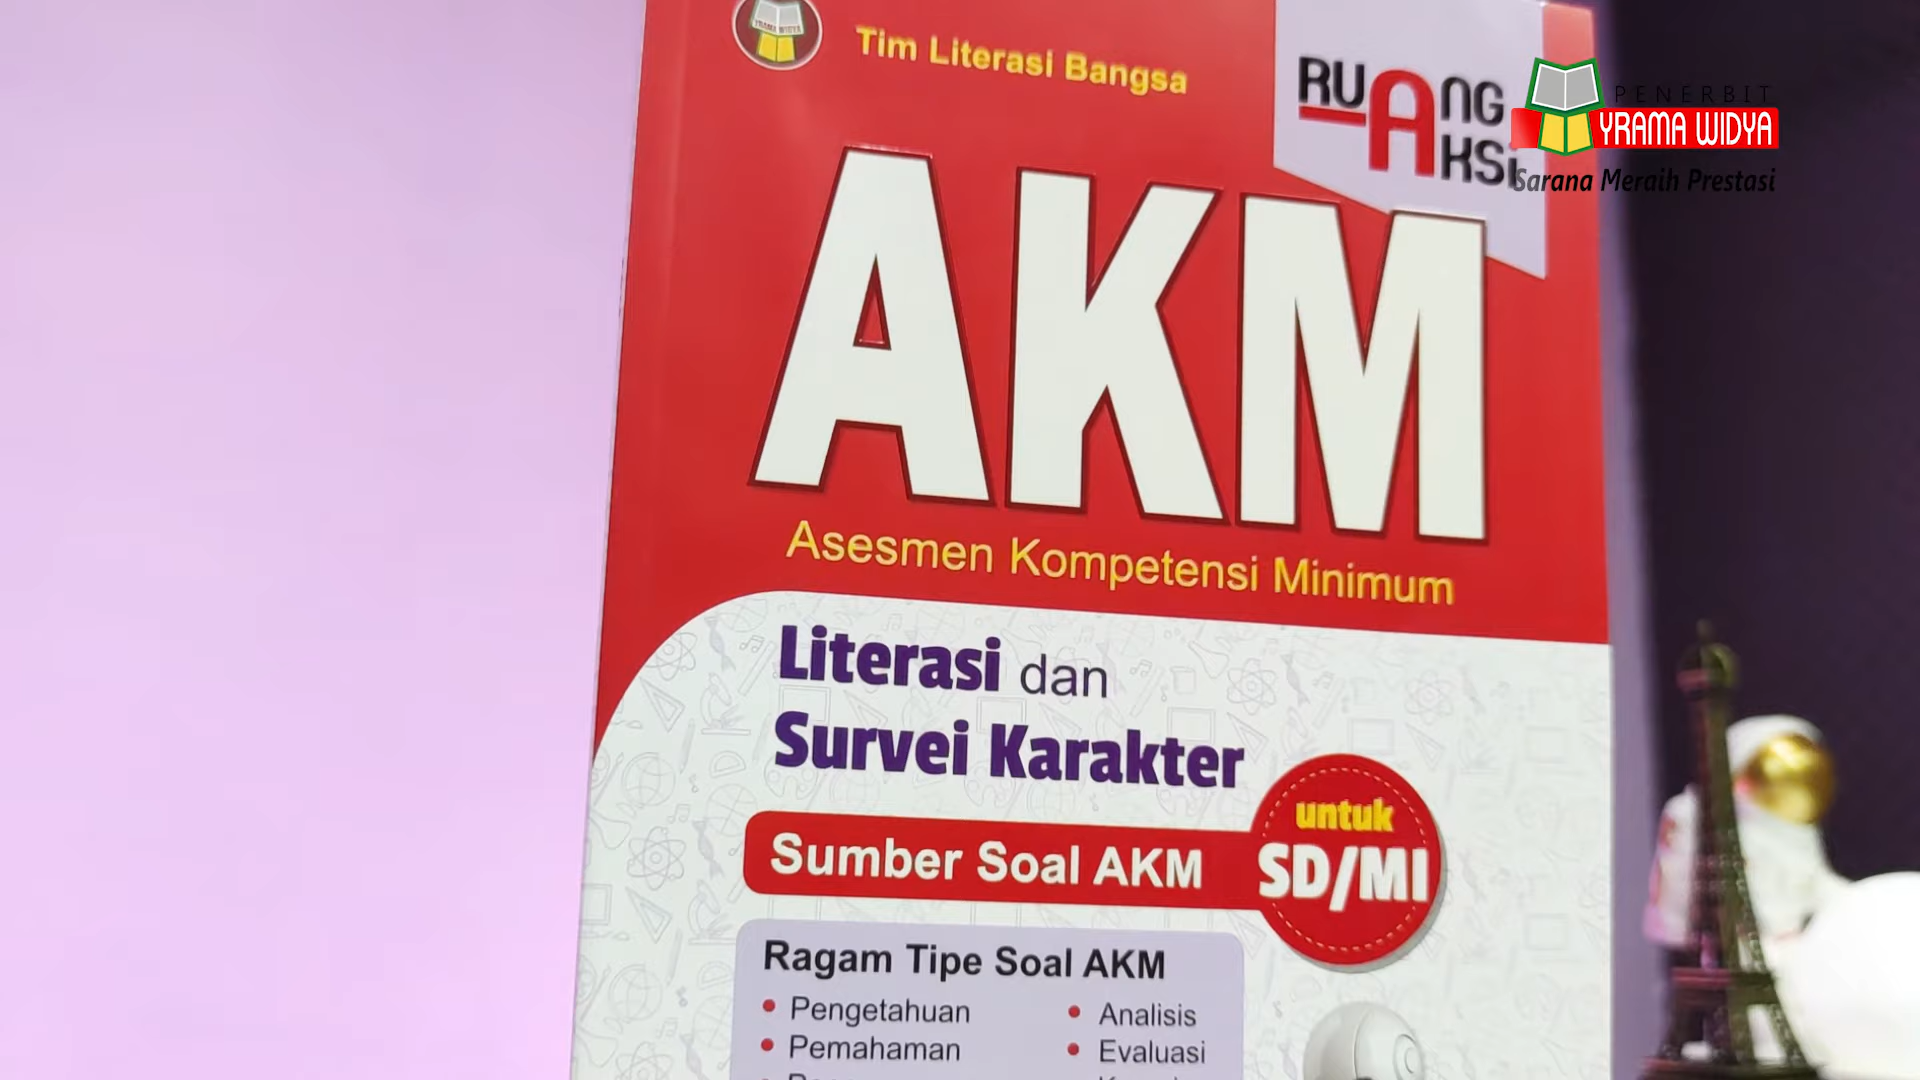 Tim Literasi Bangsa
RUANG
AKSI
PENERBIT
YRAMA WIDYA
Sarana Meraih Prestasi
AKM
Asesmen Kompetensi Minimum
Literasi dan
Survei Karakter
untuk
SD/MI
Sumber Soal AKM
Ragam Tipe Soal AKM
• Pengetahuan
• Analisis
• Pemahaman
• Evaluasi